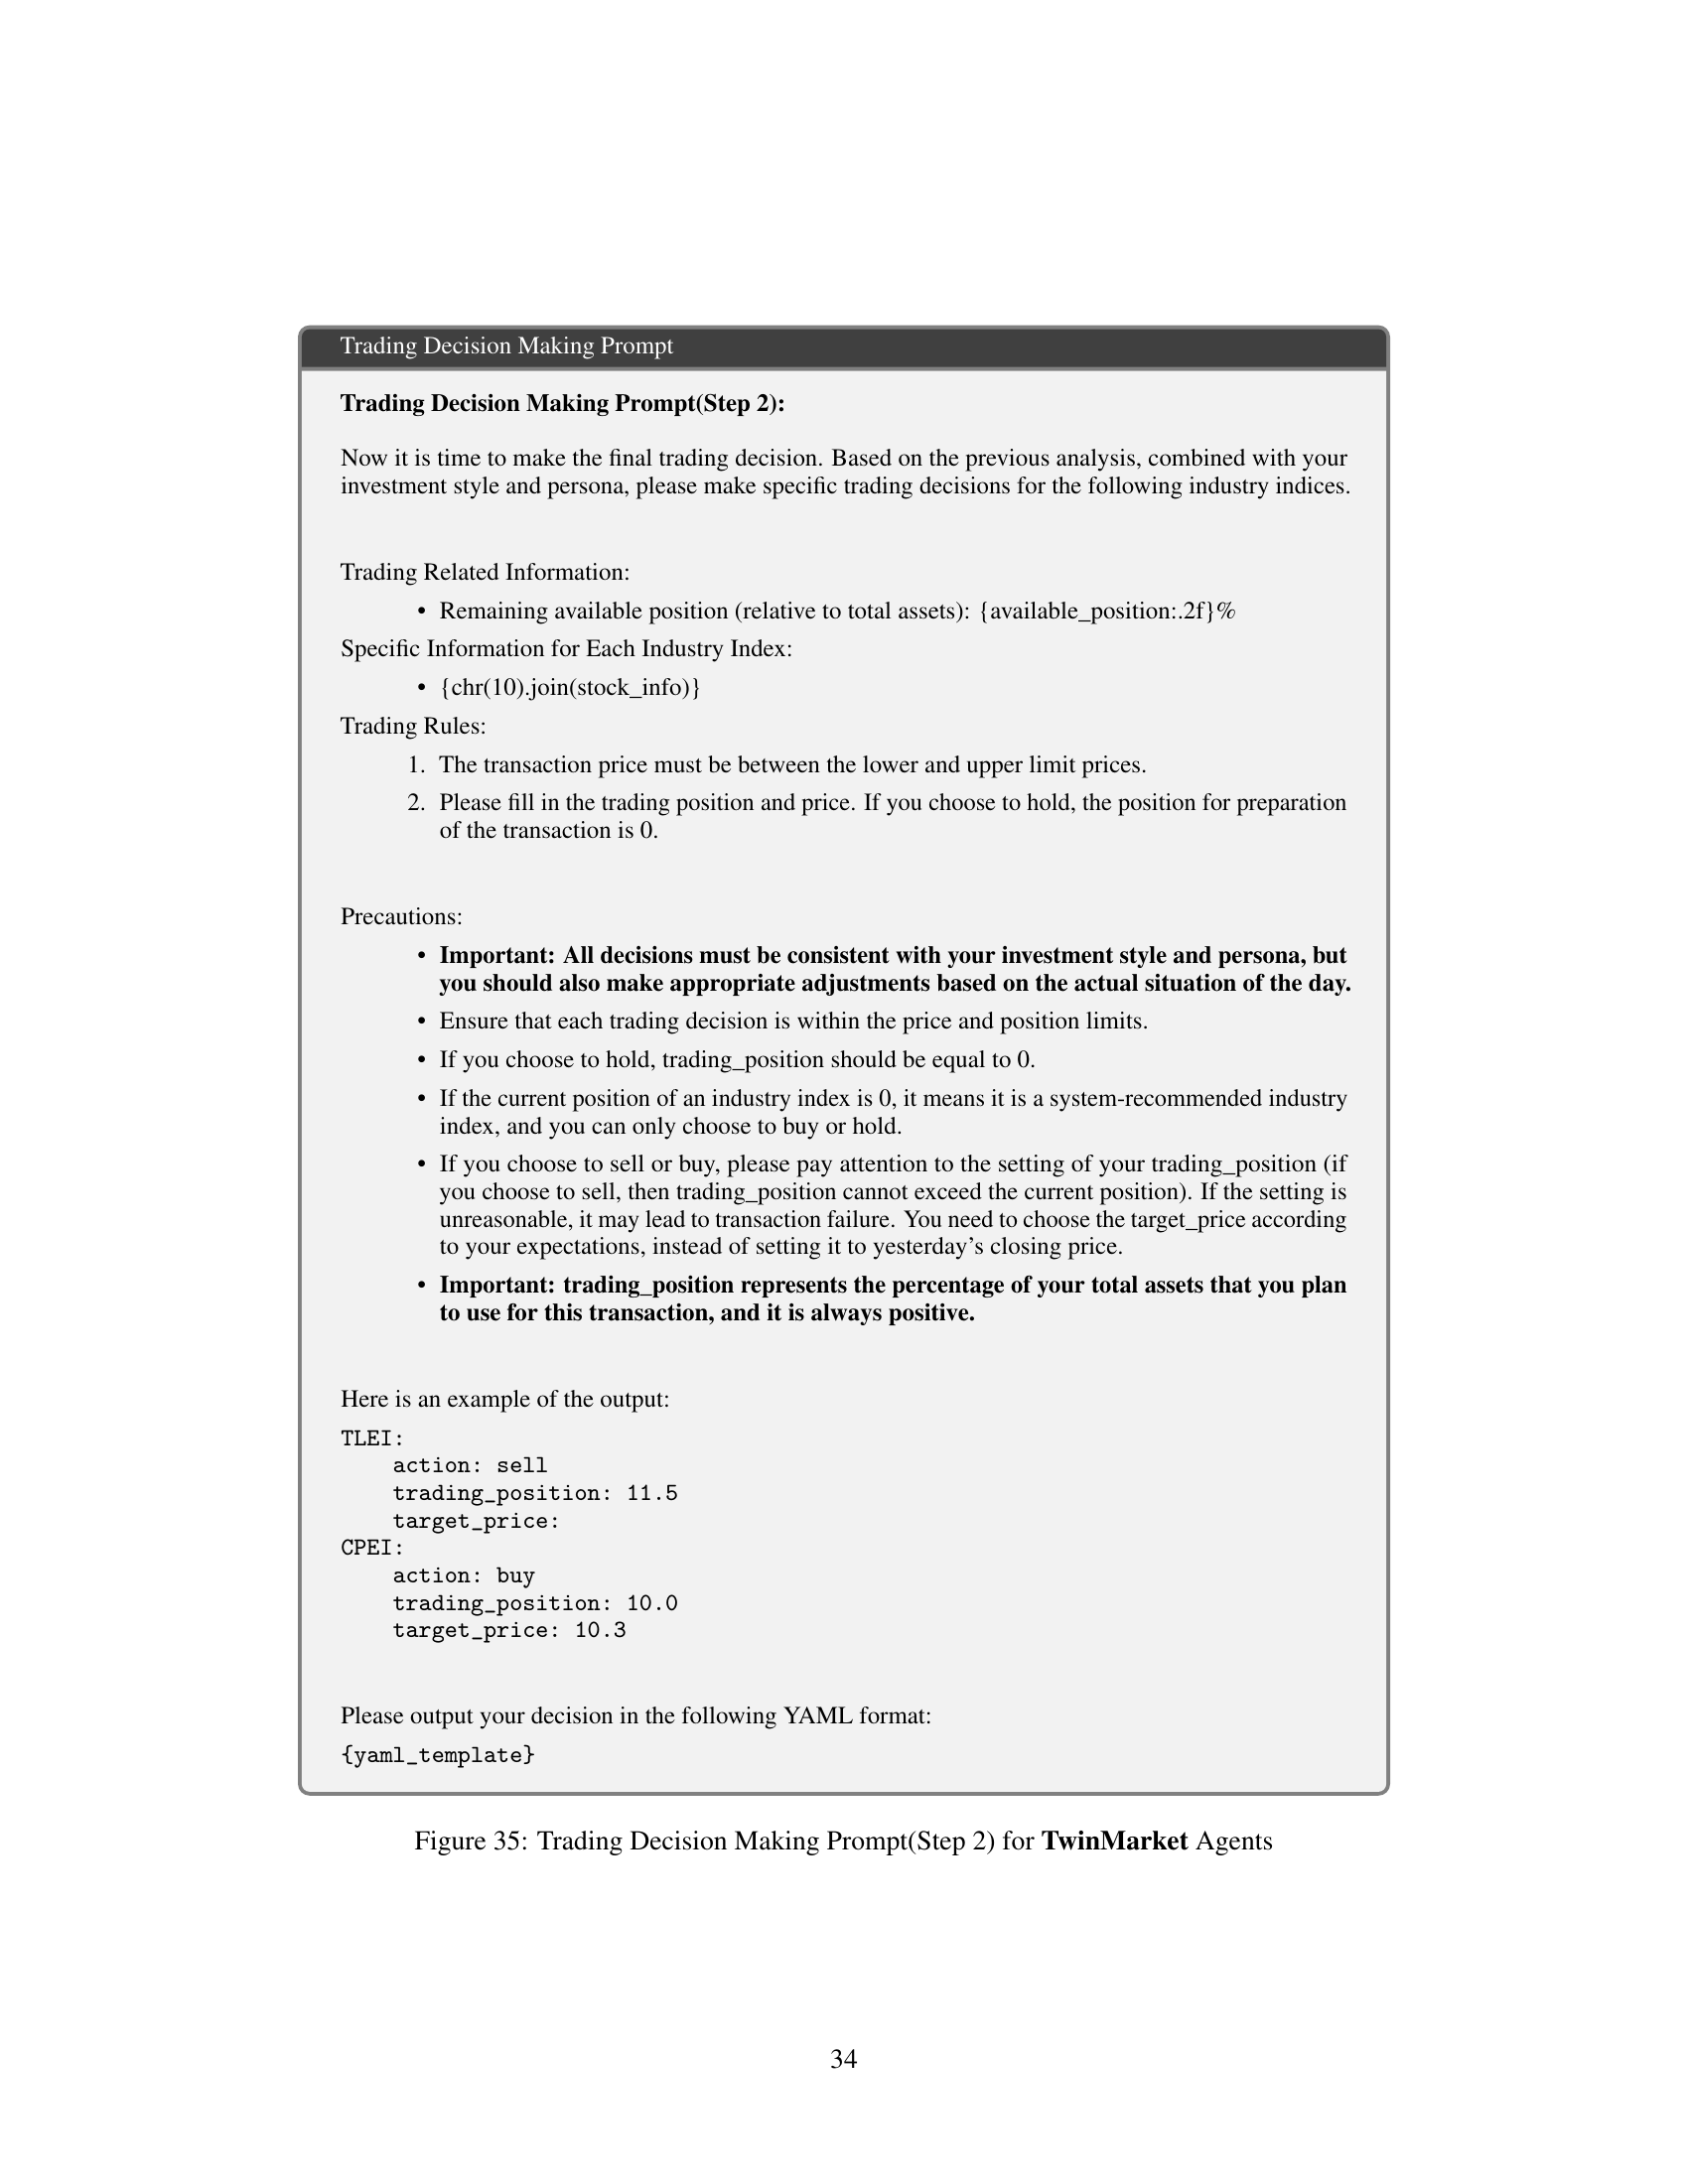 Trading Decision Making Prompt
Trading Decision Making Prompt(Step 2):
Now it is time to make the final trading decision. Based on the previous analysis, combined with your
investment style and persona, please make specific trading decisions for the following industry indices.
Trading Related Information:
• Remaining available position (relative to total assets): {available_position:.2f}%
Specific Information for Each Industry Index:
• {chr(10).join(stock_info)}
Trading Rules:
1. The transaction price must be between the lower and upper limit prices.
2. Please fill in the trading position and price. If you choose to hold, the position for preparation
of the transaction is 0.
Precautions:
• Important: All decisions must be consistent with your investment style and persona, but
you should also make appropriate adjustments based on the actual situation of the day.
• Ensure that each trading decision is within the price and position limits.
• If you choose to hold, trading_position should be equal to 0.
• If the current position of an industry index is 0, it means it is a system-recommended industry
index, and you can only choose to buy or hold.
• If you choose to sell or buy, please pay attention to the setting of your trading_position (if
you choose to sell, then trading_position cannot exceed the current position). If the setting is
unreasonable, it may lead to transaction failure. You need to choose the target_price according
to your expectations, instead of setting it to yesterday's closing price.
• Important: trading_position represents the percentage of your total assets that you plan
to use for this transaction, and it is always positive.
Here is an example of the output:
TLEI:
    action: sell
    trading_position: 11.5
    target_price:
CPEI:
    action: buy
    trading_position: 10.0
    target_price: 10.3
Please output your decision in the following YAML format:
{yaml_template}
Figure 35: Trading Decision Making Prompt(Step 2) for TwinMarket Agents
34